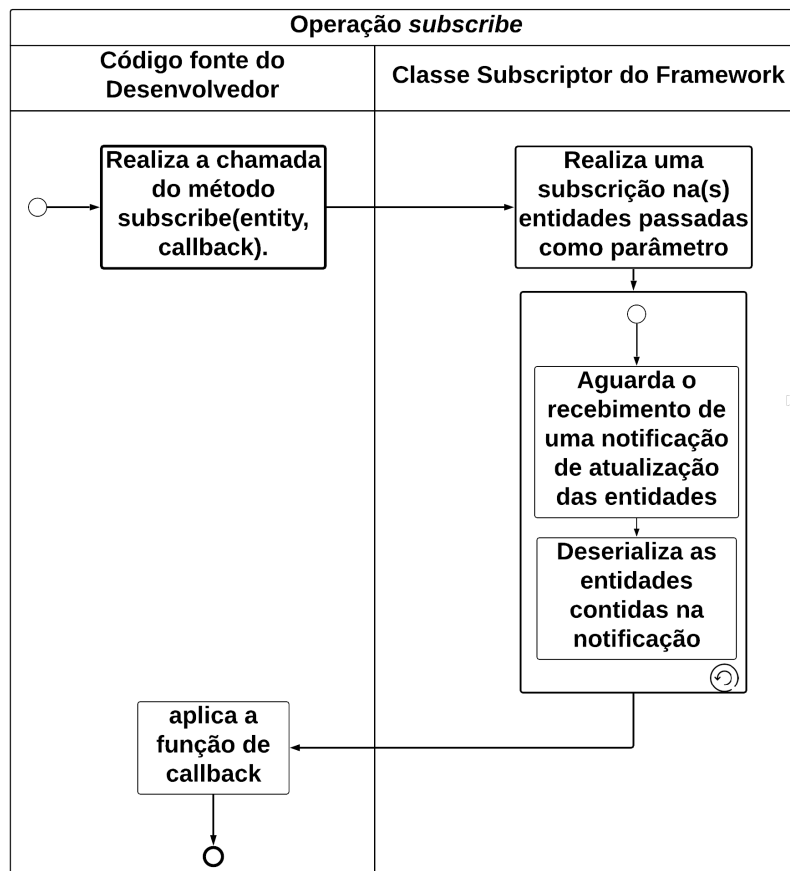 Operação subscribe
Código fonte do
Desenvolvedor
Classe Subscriptor do Framework
Realiza a chamada
do método
subscribe(entity,
callback).
Realiza uma
subscrição na(s)
entidades passadas
como parâmetro
Aguarda o
recebimento de
uma notificação
de atualização
das entidades
Deserializa as
entidades
contidas na
notificação
aplica a
função de
callback